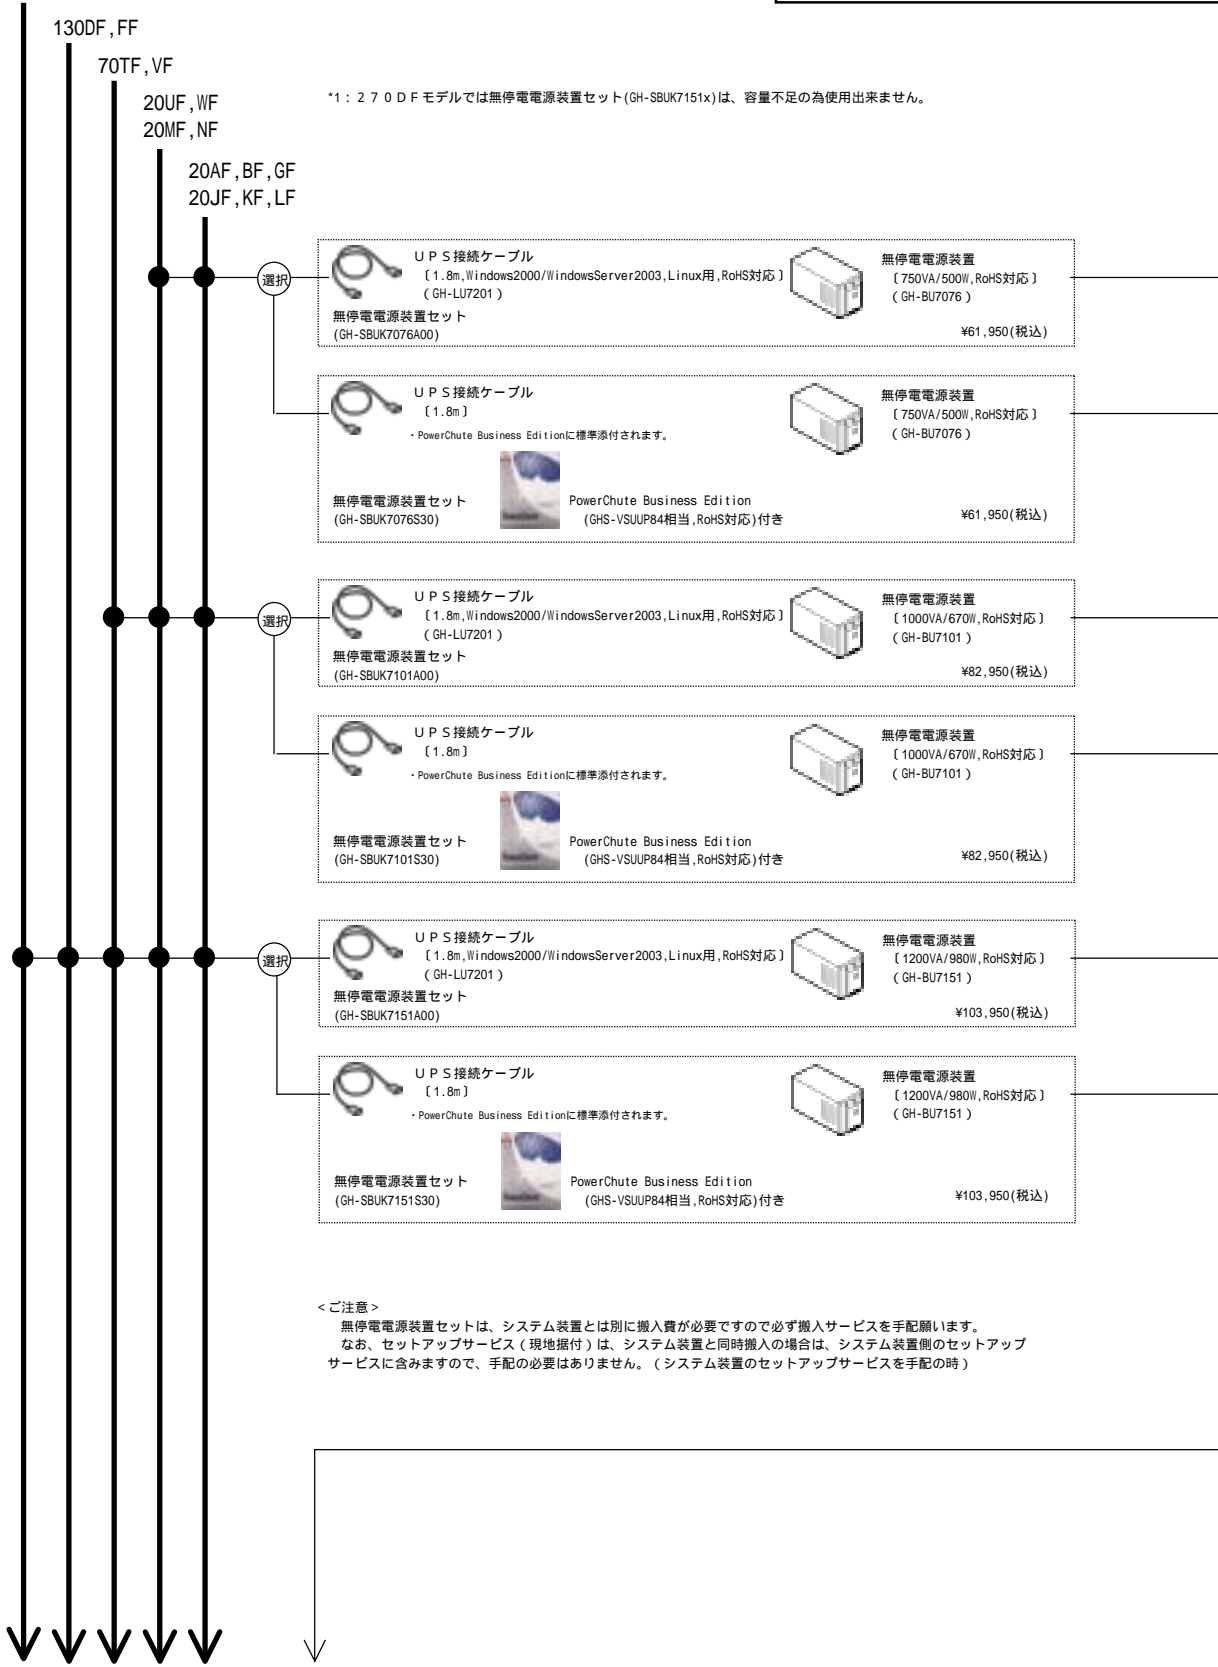 130DF,FF
70TF,VF
20UF,WF
20MF,NF
20AF,BF,GF
20JF,KF,LF
*1：２７０ＤＦモデルでは無停電電源装置セット(GH-SBUK7151x)は、容量不足の為使用出来ません。
選択
ＵＰＳ接続ケーブル
〔1.8m,Windows2000/WindowsServer2003,Linux用,RoHS対応〕
（GH-LU7201）
無停電電源装置セット
(GH-SBUK7076A00)
無停電電源装置
〔750VA/500W,RoHS対応〕
（GH-BU7076）
¥61,950(税込)
ＵＰＳ接続ケーブル
〔1.8m〕
・PowerChute Business Editionに標準添付されます。
無停電電源装置セット
(GH-SBUK7076S30)
PowerChute Business Edition
(GHS-VSUUP84相当,RoHS対応)付き
無停電電源装置
〔750VA/500W,RoHS対応〕
（GH-BU7076）
¥61,950(税込)
選択
ＵＰＳ接続ケーブル
〔1.8m,Windows2000/WindowsServer2003,Linux用,RoHS対応〕
（GH-LU7201）
無停電電源装置セット
(GH-SBUK7101A00)
無停電電源装置
〔1000VA/670W,RoHS対応〕
（GH-BU7101）
¥82,950(税込)
ＵＰＳ接続ケーブル
〔1.8m〕
・PowerChute Business Editionに標準添付されます。
無停電電源装置セット
(GH-SBUK7101S30)
PowerChute Business Edition
(GHS-VSUUP84相当,RoHS対応)付き
無停電電源装置
〔1000VA/670W,RoHS対応〕
（GH-BU7101）
¥82,950(税込)
選択
ＵＰＳ接続ケーブル
〔1.8m,Windows2000/WindowsServer2003,Linux用,RoHS対応〕
（GH-LU7201）
無停電電源装置セット
(GH-SBUK7151A00)
無停電電源装置
〔1200VA/980W,RoHS対応〕
（GH-BU7151）
¥103,950(税込)
ＵＰＳ接続ケーブル
〔1.8m〕
・PowerChute Business Editionに標準添付されます。
無停電電源装置セット
(GH-SBUK7151S30)
PowerChute Business Edition
(GHS-VSUUP84相当,RoHS対応)付き
無停電電源装置
〔1200VA/980W,RoHS対応〕
（GH-BU7151）
¥103,950(税込)
<ご注意>
無停電電源装置セットは、システム装置とは別に搬入費が必要ですので必ず搬入サービスを手配願います。
なお、セットアップサービス（現地据付）は、システム装置と同時搬入の場合は、システム装置側のセットアップ
サービスに含みますので、手配の必要はありません。（システム装置のセットアップサービスを手配の時）